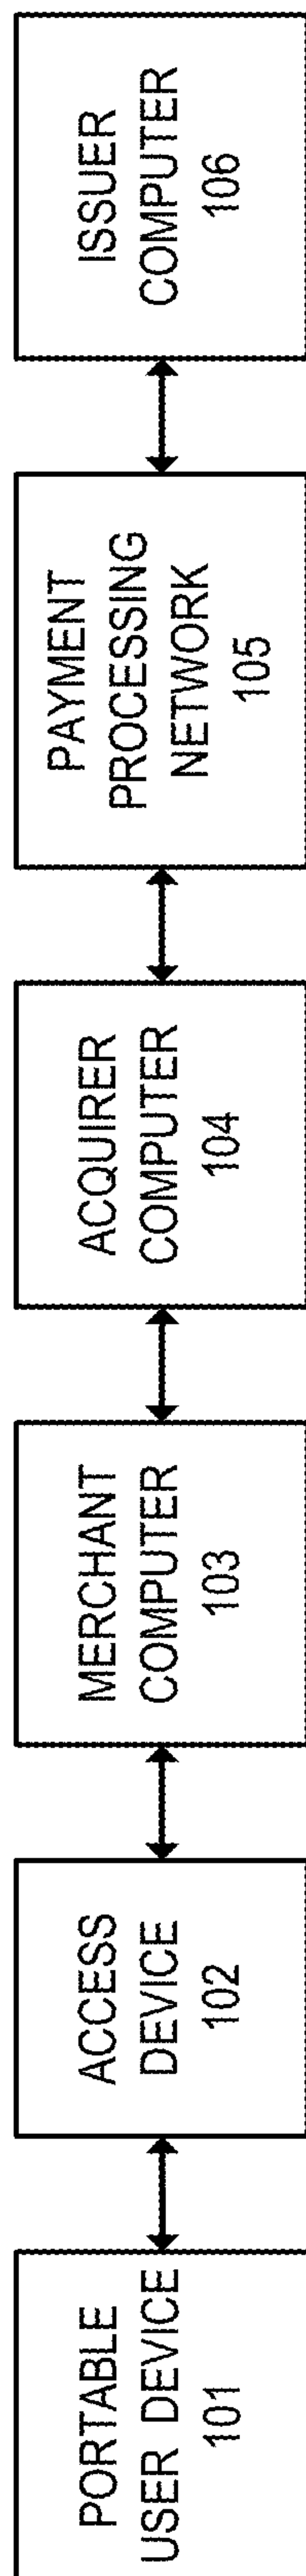 PORTABLE
USER DEVICE
101
ACCESS
DEVICE
102
MERCHANT
COMPUTER
103
ACQUIRER
COMPUTER
104
PAYMENT
PROCESSING
NETWORK
105
ISSUER
COMPUTER
106